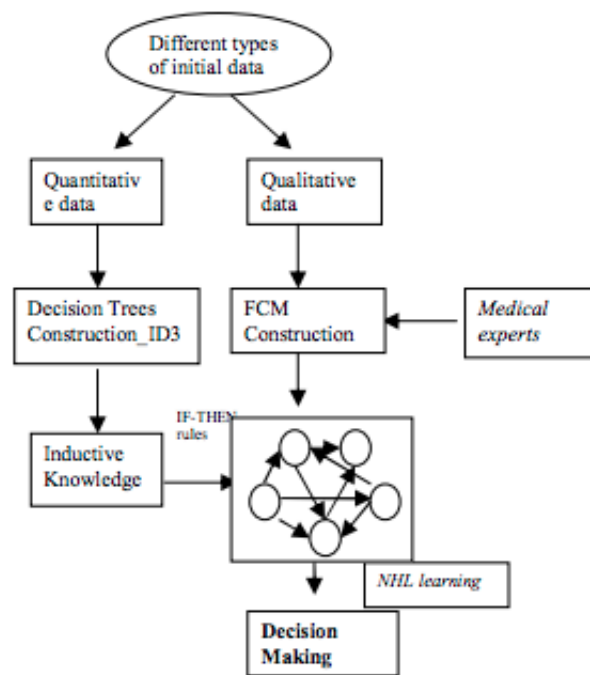 Different types
of initial data
Quantitativ
e data
Qualitative
data
Decision Trees
Construction_ID3
FCM
Construction
Medical
experts
IF-THEN
rules
Inductive
Knowledge
NHL learning
Decision
Making